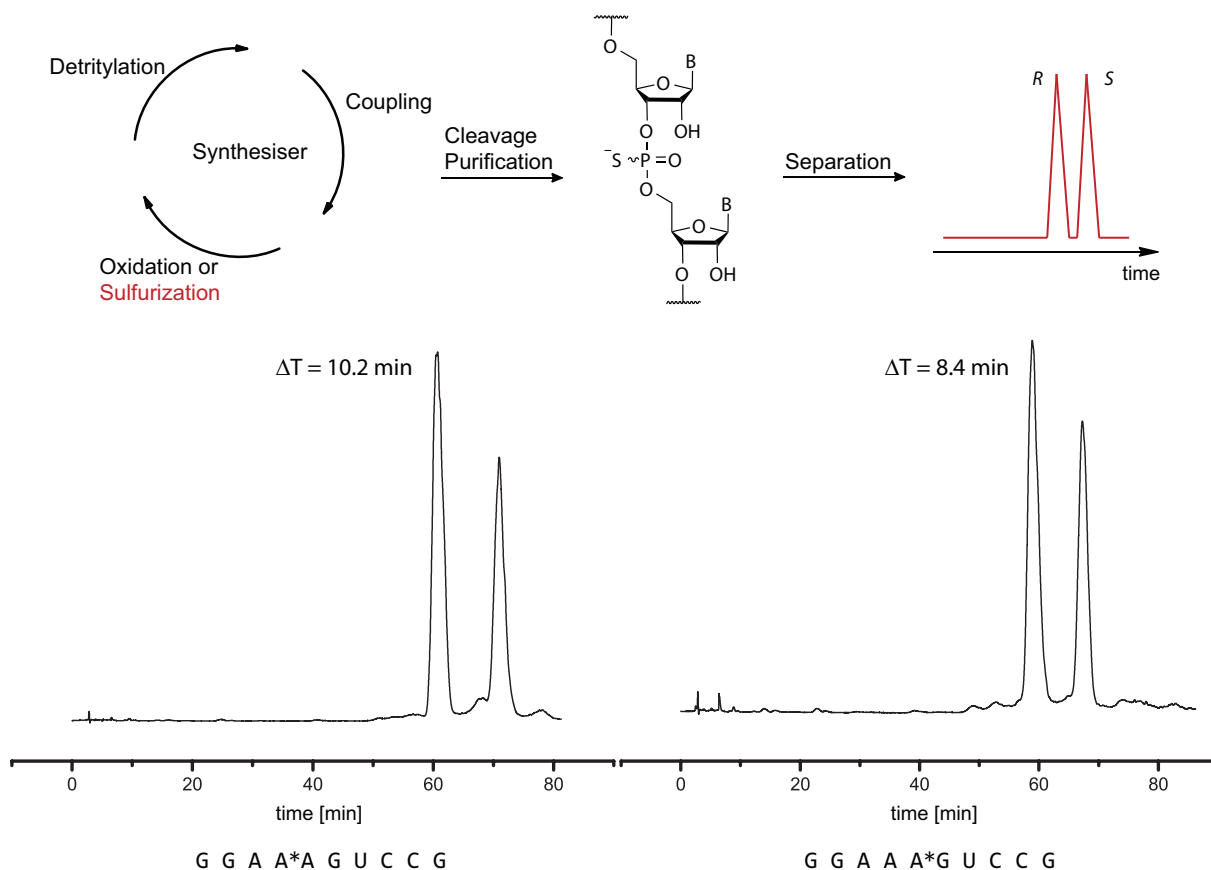 Detritylation
Coupling
Synthesiser
Oxidation or
Sulfurization
Cleavage
Purification
O
B
O
O
OH
⁻S P=O
O
B
O
O
OH
Separation
R S
time
ΔT = 10.2 min
0 20 40 60 80
time [min]
G G A A*A G U C C G
ΔT = 8.4 min
0 20 40 60 80
time [min]
G G A A A*G U C C G